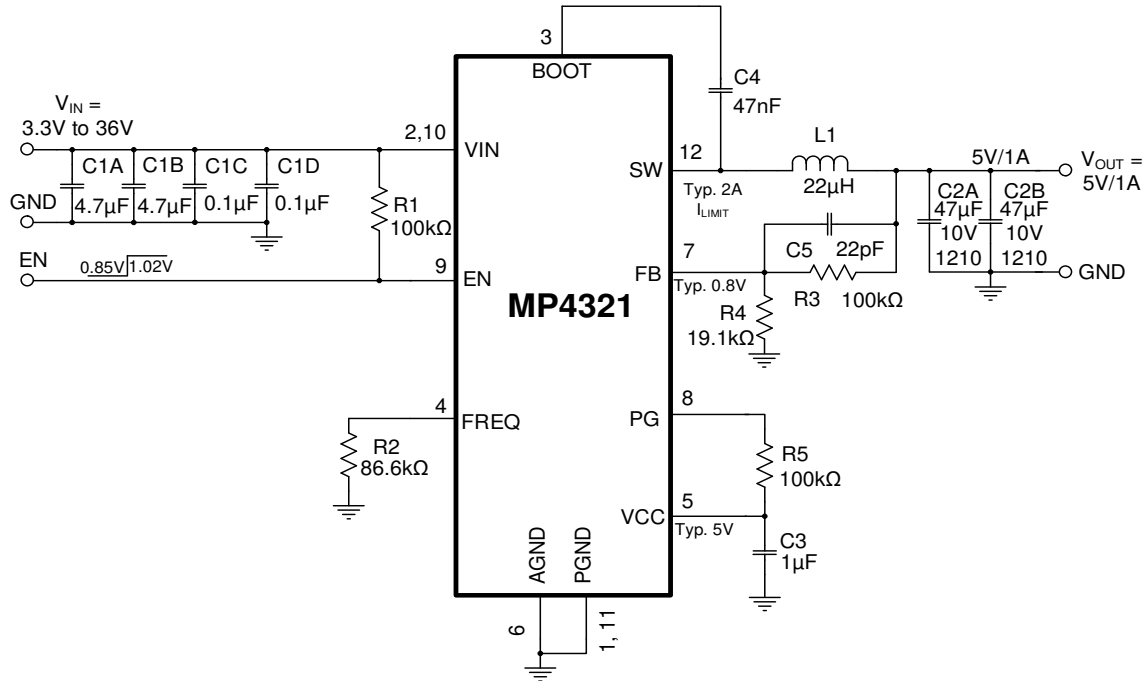 3
BOOT
C4
47nF
V_IN =
3.3V to 36V
2,10
VIN
C1A
C1B
C1C
C1D
4.7µF
4.7µF
0.1µF
0.1µF
GND
R1
100kΩ
EN
0.85V
1.02V
9
EN
12
SW
Typ. 2A
I_LIMIT
L1
22µH
5V/1A
V_OUT =
5V/1A
C2A
47µF
10V
1210
C2B
47µF
10V
1210
GND
C5
22pF
7
FB
Typ. 0.8V
R3
100kΩ
R4
19.1kΩ
MP4321
4
FREQ
R2
86.6kΩ
8
PG
R5
100kΩ
5
VCC
Typ. 5V
C3
1µF
AGND
PGND
6
1, 11